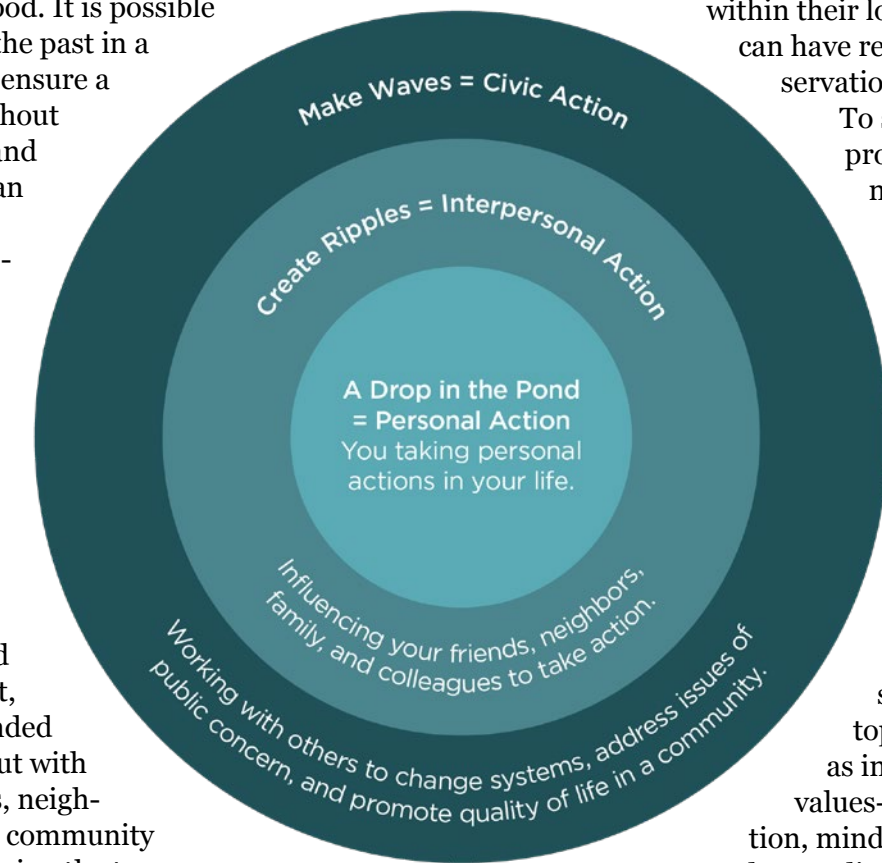 ood. It is possible
the past in a
ensure a
hout
and
an
-
d
t,
nded
ut with
s, neigh-
community
Make Waves = Civic Action
Create Ripples = Interpersonal Action
A Drop in the Pond
= Personal Action
You taking personal
actions in your life.
Influencing your friends, neighbors,
family, and colleagues to take action.
Working with others to change systems, address issues of
public concern, and promote quality of life in a community.
within their lo
can have re
servatio
To
pro
n
s
top
as in
values-
tion, mind